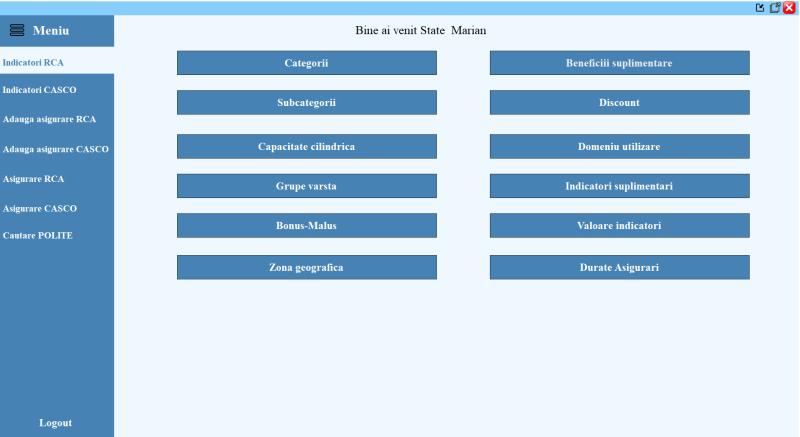 Meniu
Bine ai venit State  Marian
Indicatori RCA
Indicatori CASCO
Adauga asigurare RCA
Adauga asigurare CASCO
Asigurare RCA
Asigurare CASCO
Cautare POLITE
Logout
Categorii
Subcategorii
Capacitate cilindrica
Grupe varsta
Bonus-Malus
Zona geografica
Beneficiii suplimentare
Discount
Domeniu utilizare
Indicatori suplimentari
Valoare indicatori
Durate Asigurari